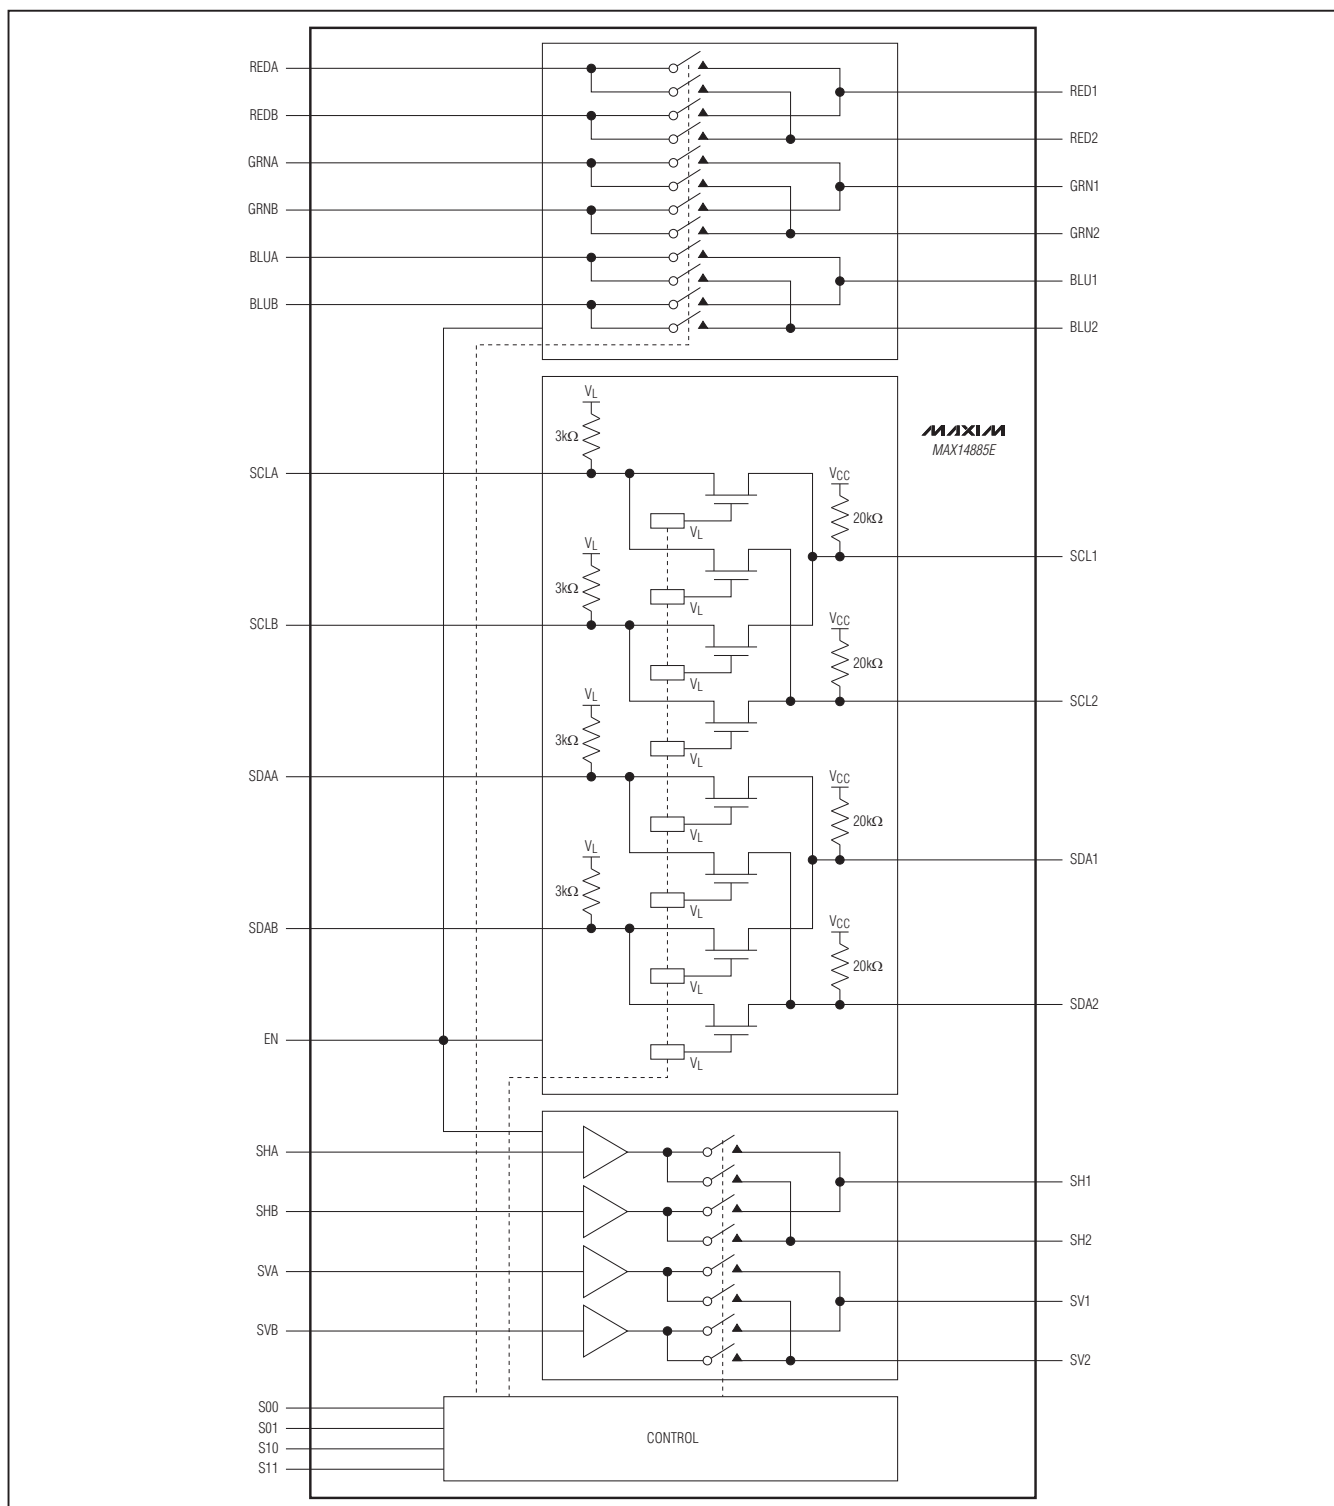 REDA
RED1
REDB
RED2
GRNA
GRN1
GRNB
GRN2
BLUA
BLU1
BLUB
BLU2
VL
3kΩ
MAXIM
MAX14885E
SCLA
VCC
20kΩ
VL
VL
SCL1
3kΩ
VL
SCLB
VCC
20kΩ
VL
VL
SCL2
3kΩ
VL
SDAA
VCC
20kΩ
VL
VL
SDA1
3kΩ
VL
SDAB
VCC
20kΩ
VL
SDA2
EN
VL
SHA
SH1
SHB
SH2
SVA
SV1
SVB
SV2
S00
S01
S10
S11
CONTROL